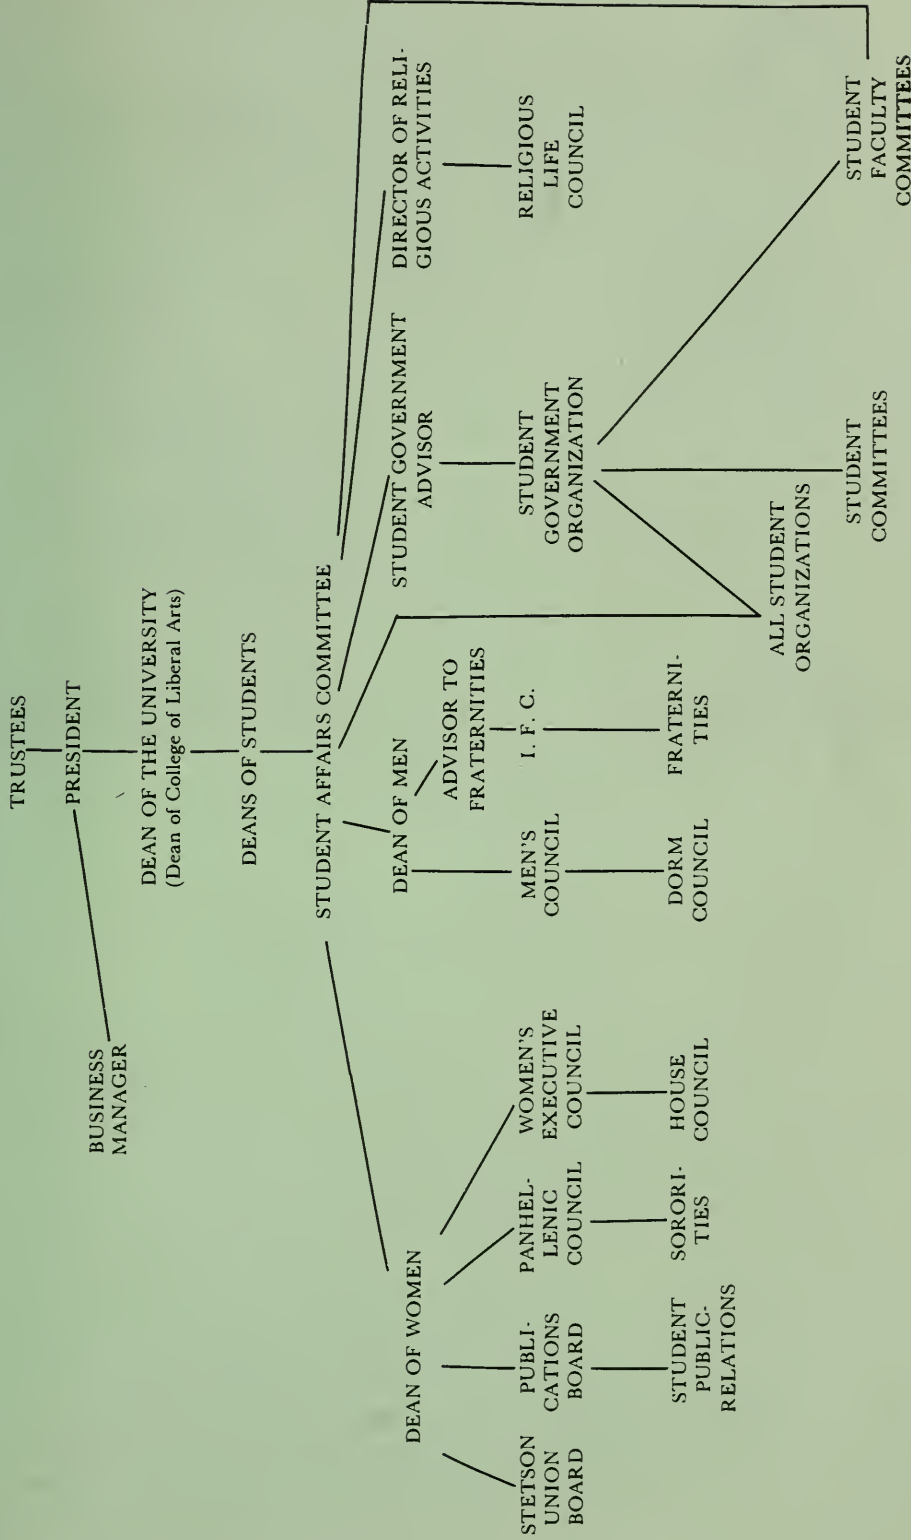 TRUSTEES
PRESIDENT
BUSINESS
MANAGER
DEAN OF THE UNIVERSITY
(Dean of College of Liberal Arts)
DEANS OF STUDENTS
STUDENT AFFAIRS COMMITTEE
DEAN OF WOMEN
DEAN OF MEN
ADVISOR TO
FRATERNITIES
STUDENT GOVERNMENT
ADVISOR
DIRECTOR OF RELI-
GIOUS ACTIVITIES
STETSON
UNION
BOARD
PUBLI-
CATIONS
BOARD
PANHEL-
LENIC
COUNCIL
WOMEN'S
EXECUTIVE
COUNCIL
MEN'S
COUNCIL
I. F. C.
STUDENT
GOVERNMENT
ORGANIZATION
RELIGIOUS
LIFE
COUNCIL
STUDENT
PUBLIC-
RELATIONS
SORORI-
TIES
HOUSE
COUNCIL
DORM
COUNCIL
FRATERNI-
TIES
ALL STUDENT
ORGANIZATIONS
STUDENT
COMMITTEES
STUDENT
FACULTY
COMMITTEES